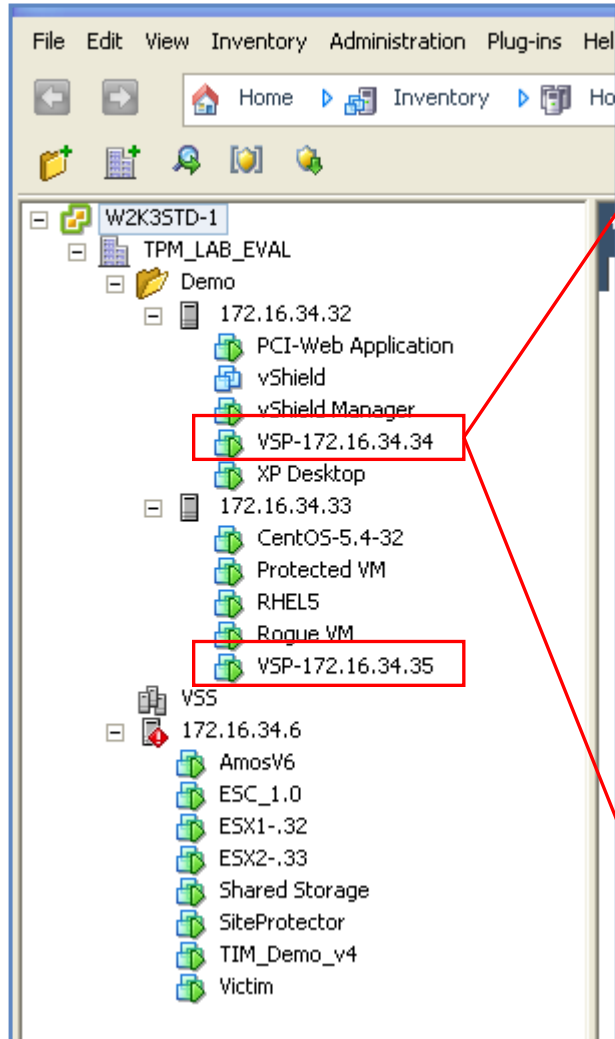 File Edit View Inventory Administration Plug-ins Hel
Home Inventory Ho
W2K3STD-1
TPM_LAB_EVAL
Demo
172.16.34.32
PCI-Web Application
vShield
vShield Manager
VSP-172.16.34.34
XP Desktop
172.16.34.33
CentOS-5.4-32
Protected VM
RHEL5
Rogue VM
VSP-172.16.34.35
VSS
172.16.34.6
AmosV6
ESC_1.0
ESX1-.32
ESX2-.33
Shared Storage
SiteProtector
TIM_Demo_v4
Victim